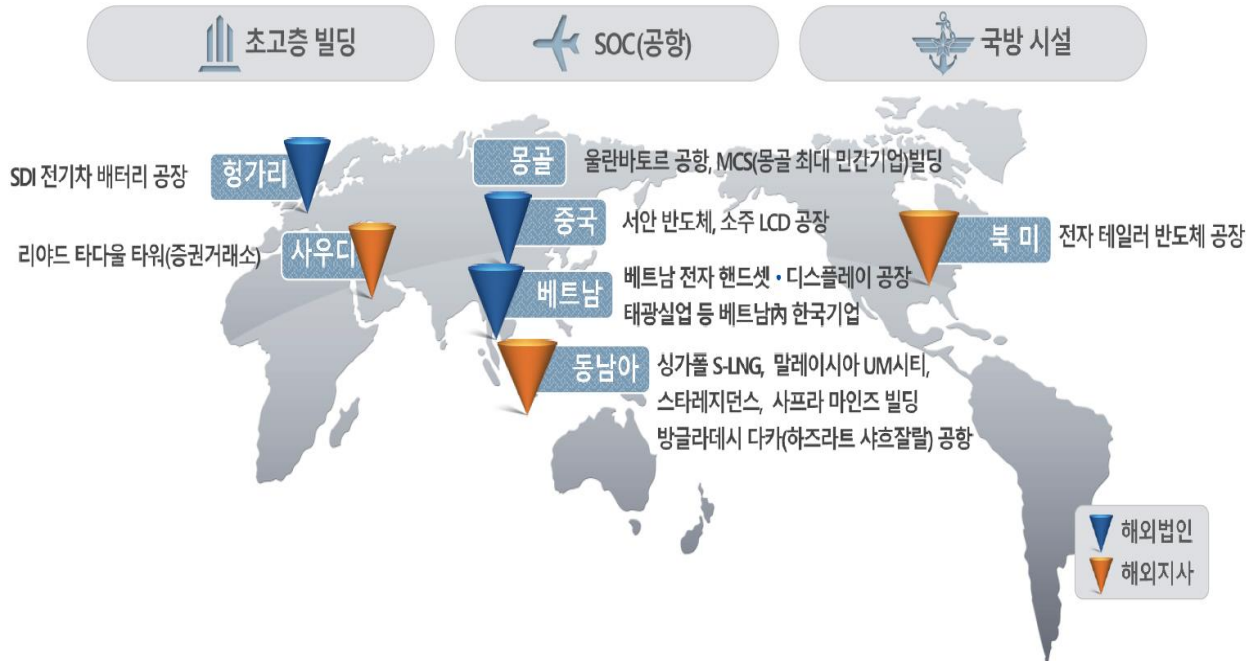 초고층 빌딩
SOC(공항)
국방 시설
SDI 전기차 배터리 공장
헝가리
몽골
울란바토르 공항, MCS(몽골 최대 민간기업)빌딩
중국
서안 반도체, 소주 LCD 공장
북 미
전자 테일러 반도체 공장
리야드 타다울 타워(증권거래소)
사우디
베트남
베트남 전자 핸드셋·디스플레이 공장
태광실업 등 베트남內 한국기업
동남아
싱가폴 S-LNG, 말레이시아 UM시티,
스타레지던스, 사프라 마인즈 빌딩
방글라데시 다카(하즈라트 샤흐잘랄) 공항
해외법인
해외지사